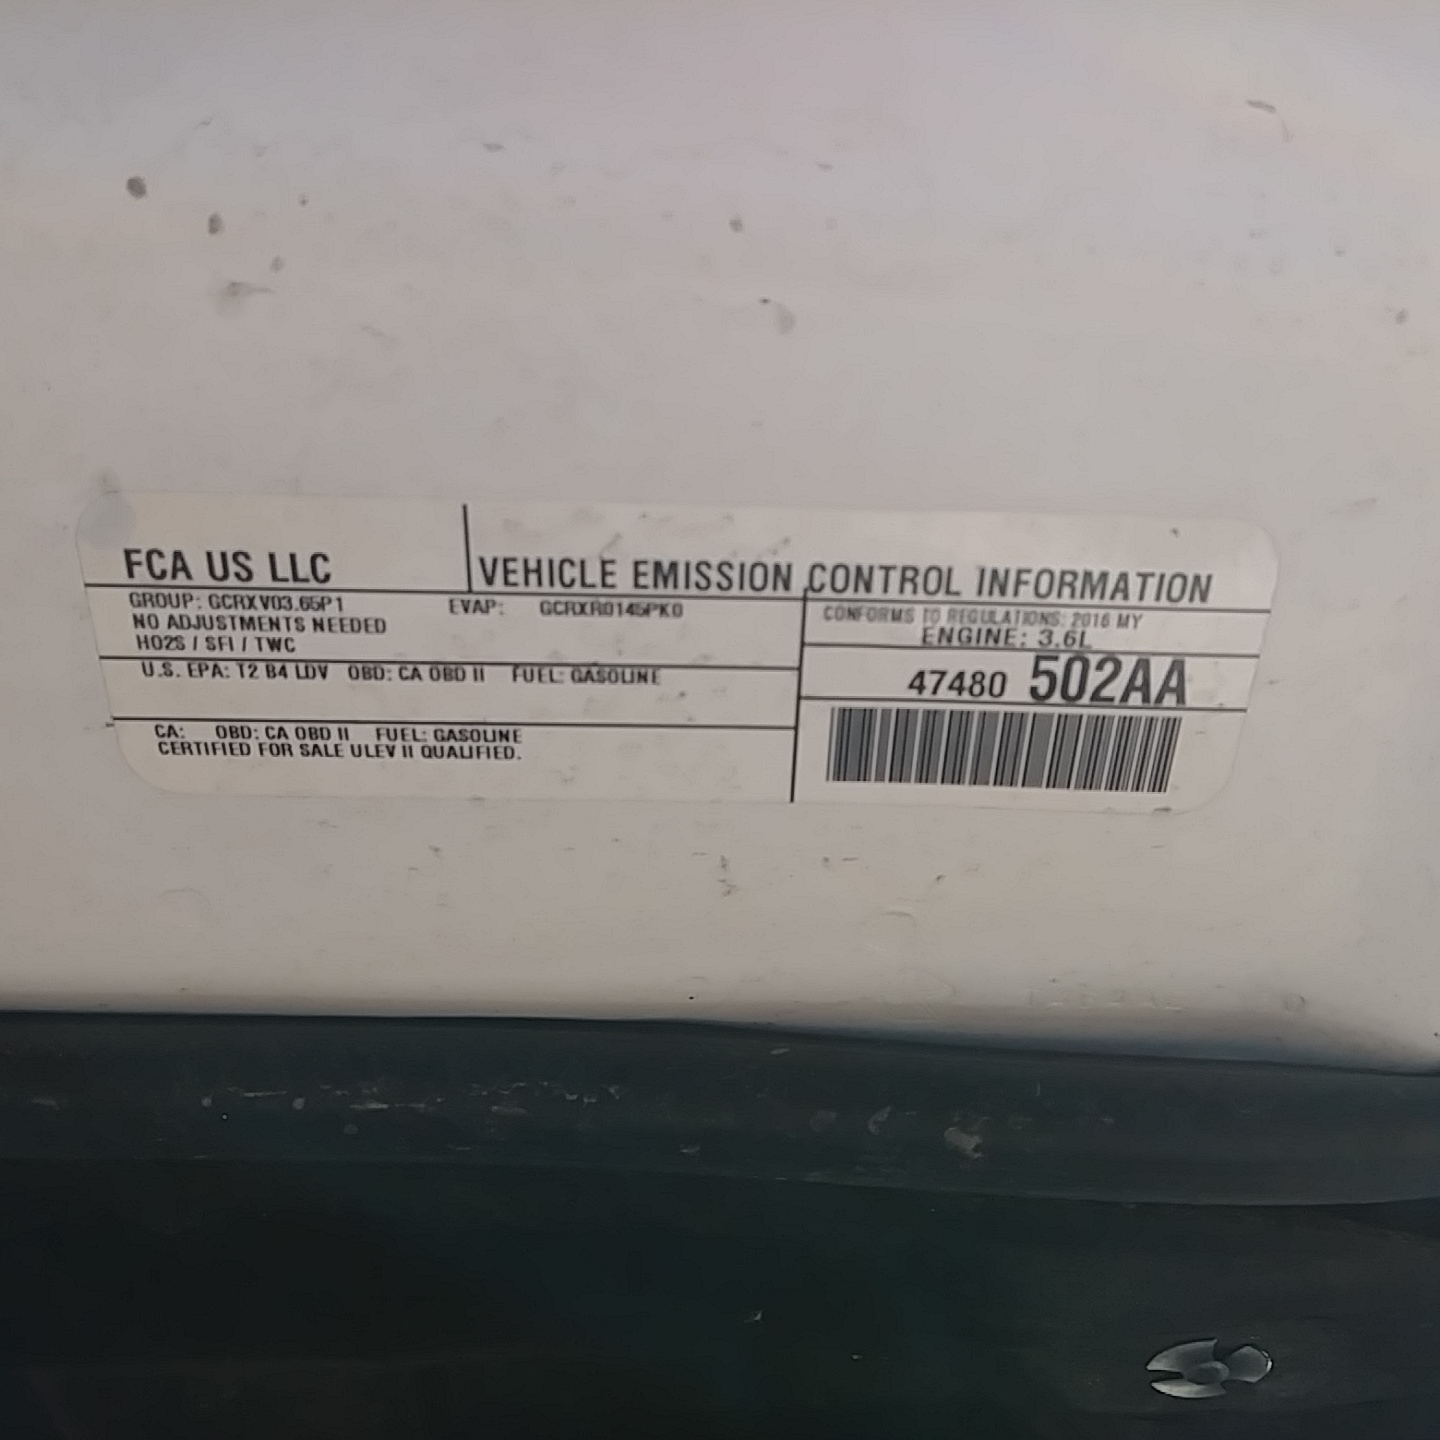 FCA US LLC
VEHICLE EMISSION CONTROL INFORMATION
GROUP: GCRXV03.65P1 EVAP: GCRXR0145PK0
NO ADJUSTMENTS NEEDED
HO2S / SFI / TWC
U.S. EPA: T2 B4 LDV OBD: CA OBD II FUEL: GASOLINE
CA: OBD: CA OBD II FUEL: GASOLINE
CERTIFIED FOR SALE ULEV II QUALIFIED.
CONFORMS TO REGULATIONS: 2016 MY
ENGINE: 3.6L
47480 502AA